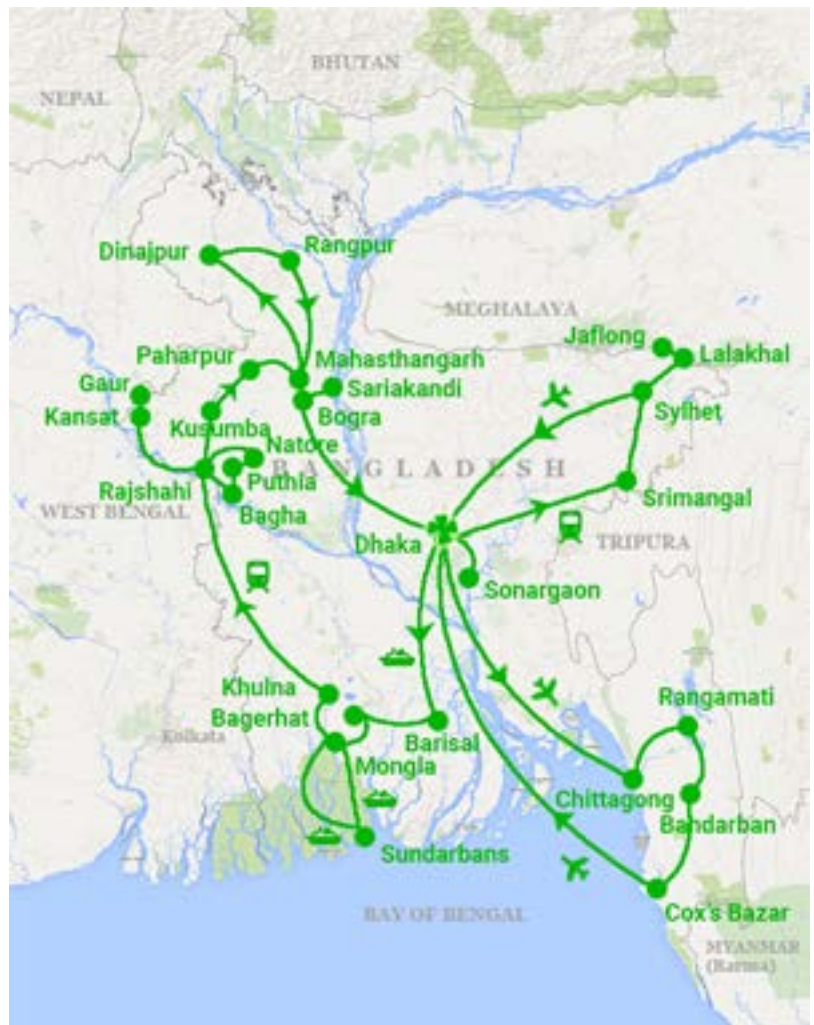 BHUTAN
NEPAL
Dinajpur
Rangpur
MEGHALAYA
Jaflong
Lalakhal
Paharpur
Mahasthangarh
Gaur
Sariakandi
Kansat
Bogra
Sylhet
Kusumba
Natore
BANGLADESH
Rajshahi
Puthia
Srimangal
WEST BENGAL
Bagha
Dhaka
TRIPURA
Sonargaon
Khulna
Rangamati
Bagerhat
Kolkata
Barisal
Mongla
Chittagong
Bandarban
Sundarbans
BAY OF BENGAL
Cox's Bazar
MYANMAR
(Burma)